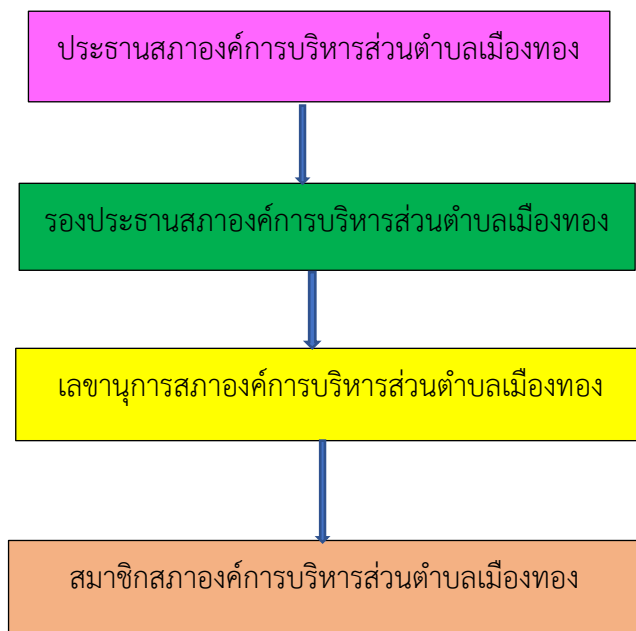 ประธานสภาองค์การบริหารส่วนตำบลเมืองทอง
รองประธานสภาองค์การบริหารส่วนตำบลเมืองทอง
เลขานุการสภาองค์การบริหารส่วนตำบลเมืองทอง
สมาชิกสภาองค์การบริหารส่วนตำบลเมืองทอง